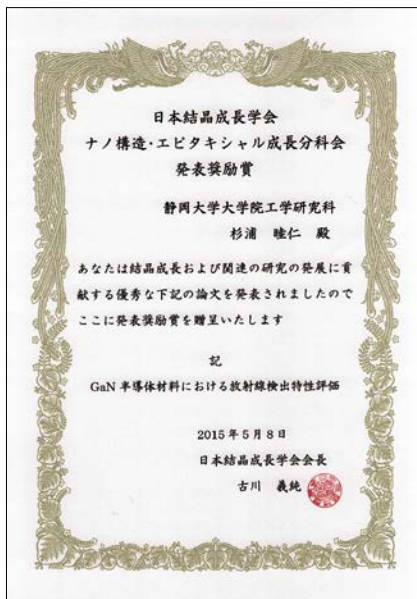 日本結晶成長学会
ナノ構造・エピタキシャル成長分科会
発表奨励賞
静岡大学大学院工学研究科
杉浦 睦仁 殿
あなたは結晶成長および関連の研究の発展に貢
献する優秀な下記の論文を発表されましたので
ここに発表奨励賞を贈呈いたします
記
GaN 半導体材料における放射線検出特性評価
2015年5月8日
日本結晶成長学会会長
古川 義純